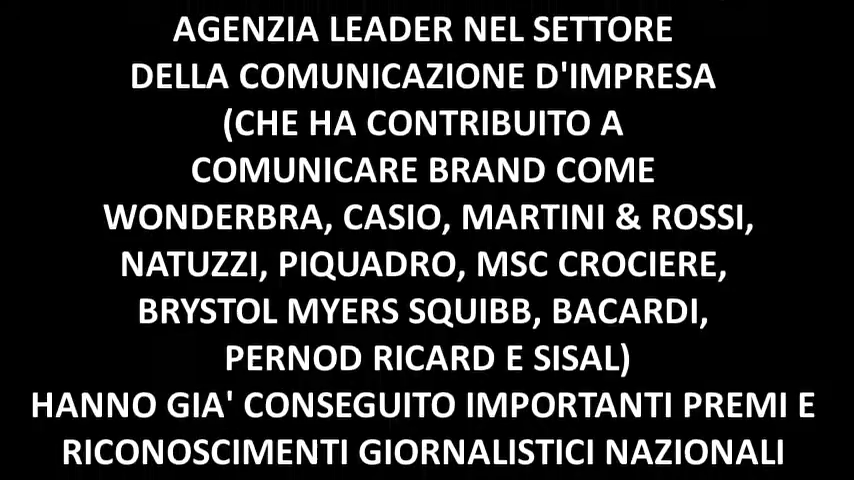 AGENZIA LEADER NEL SETTORE
DELLA COMUNICAZIONE D'IMPRESA
(CHE HA CONTRIBUITO A
COMUNICARE BRAND COME
WONDERBRA, CASIO, MARTINI & ROSSI,
NATUZZI, PIQUADRO, MSC CROCIERE,
BRYSTOL MYERS SQUIBB, BACARDI,
PERNOD RICARD E SISAL)
HANNO GIA' CONSEGUITO IMPORTANTI PREMI E
RICONOSCIMENTI GIORNALISTICI NAZIONALI